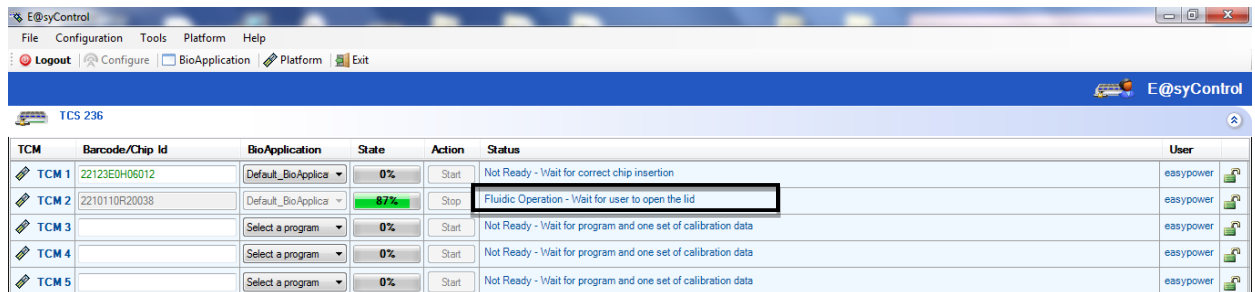 E@syControl
File Configuration Tools Platform Help
Logout Configure BioApplication Platform Exit
E@syControl
TCS 236
TCM Barcode/Chip Id BioApplication State Action Status User
TCM 1 22123E0H06012 Default_BioApplica 0% Start Not Ready - Wait for correct chip insertion easypower
TCM 2 2210110R20038 Default_BioApplica 87% Stop Fluidic Operation - Wait for user to open the lid easypower
TCM 3 Select a program 0% Start Not Ready - Wait for program and one set of calibration data easypower
TCM 4 Select a program 0% Start Not Ready - Wait for program and one set of calibration data easypower
TCM 5 Select a program 0% Start Not Ready - Wait for program and one set of calibration data easypower